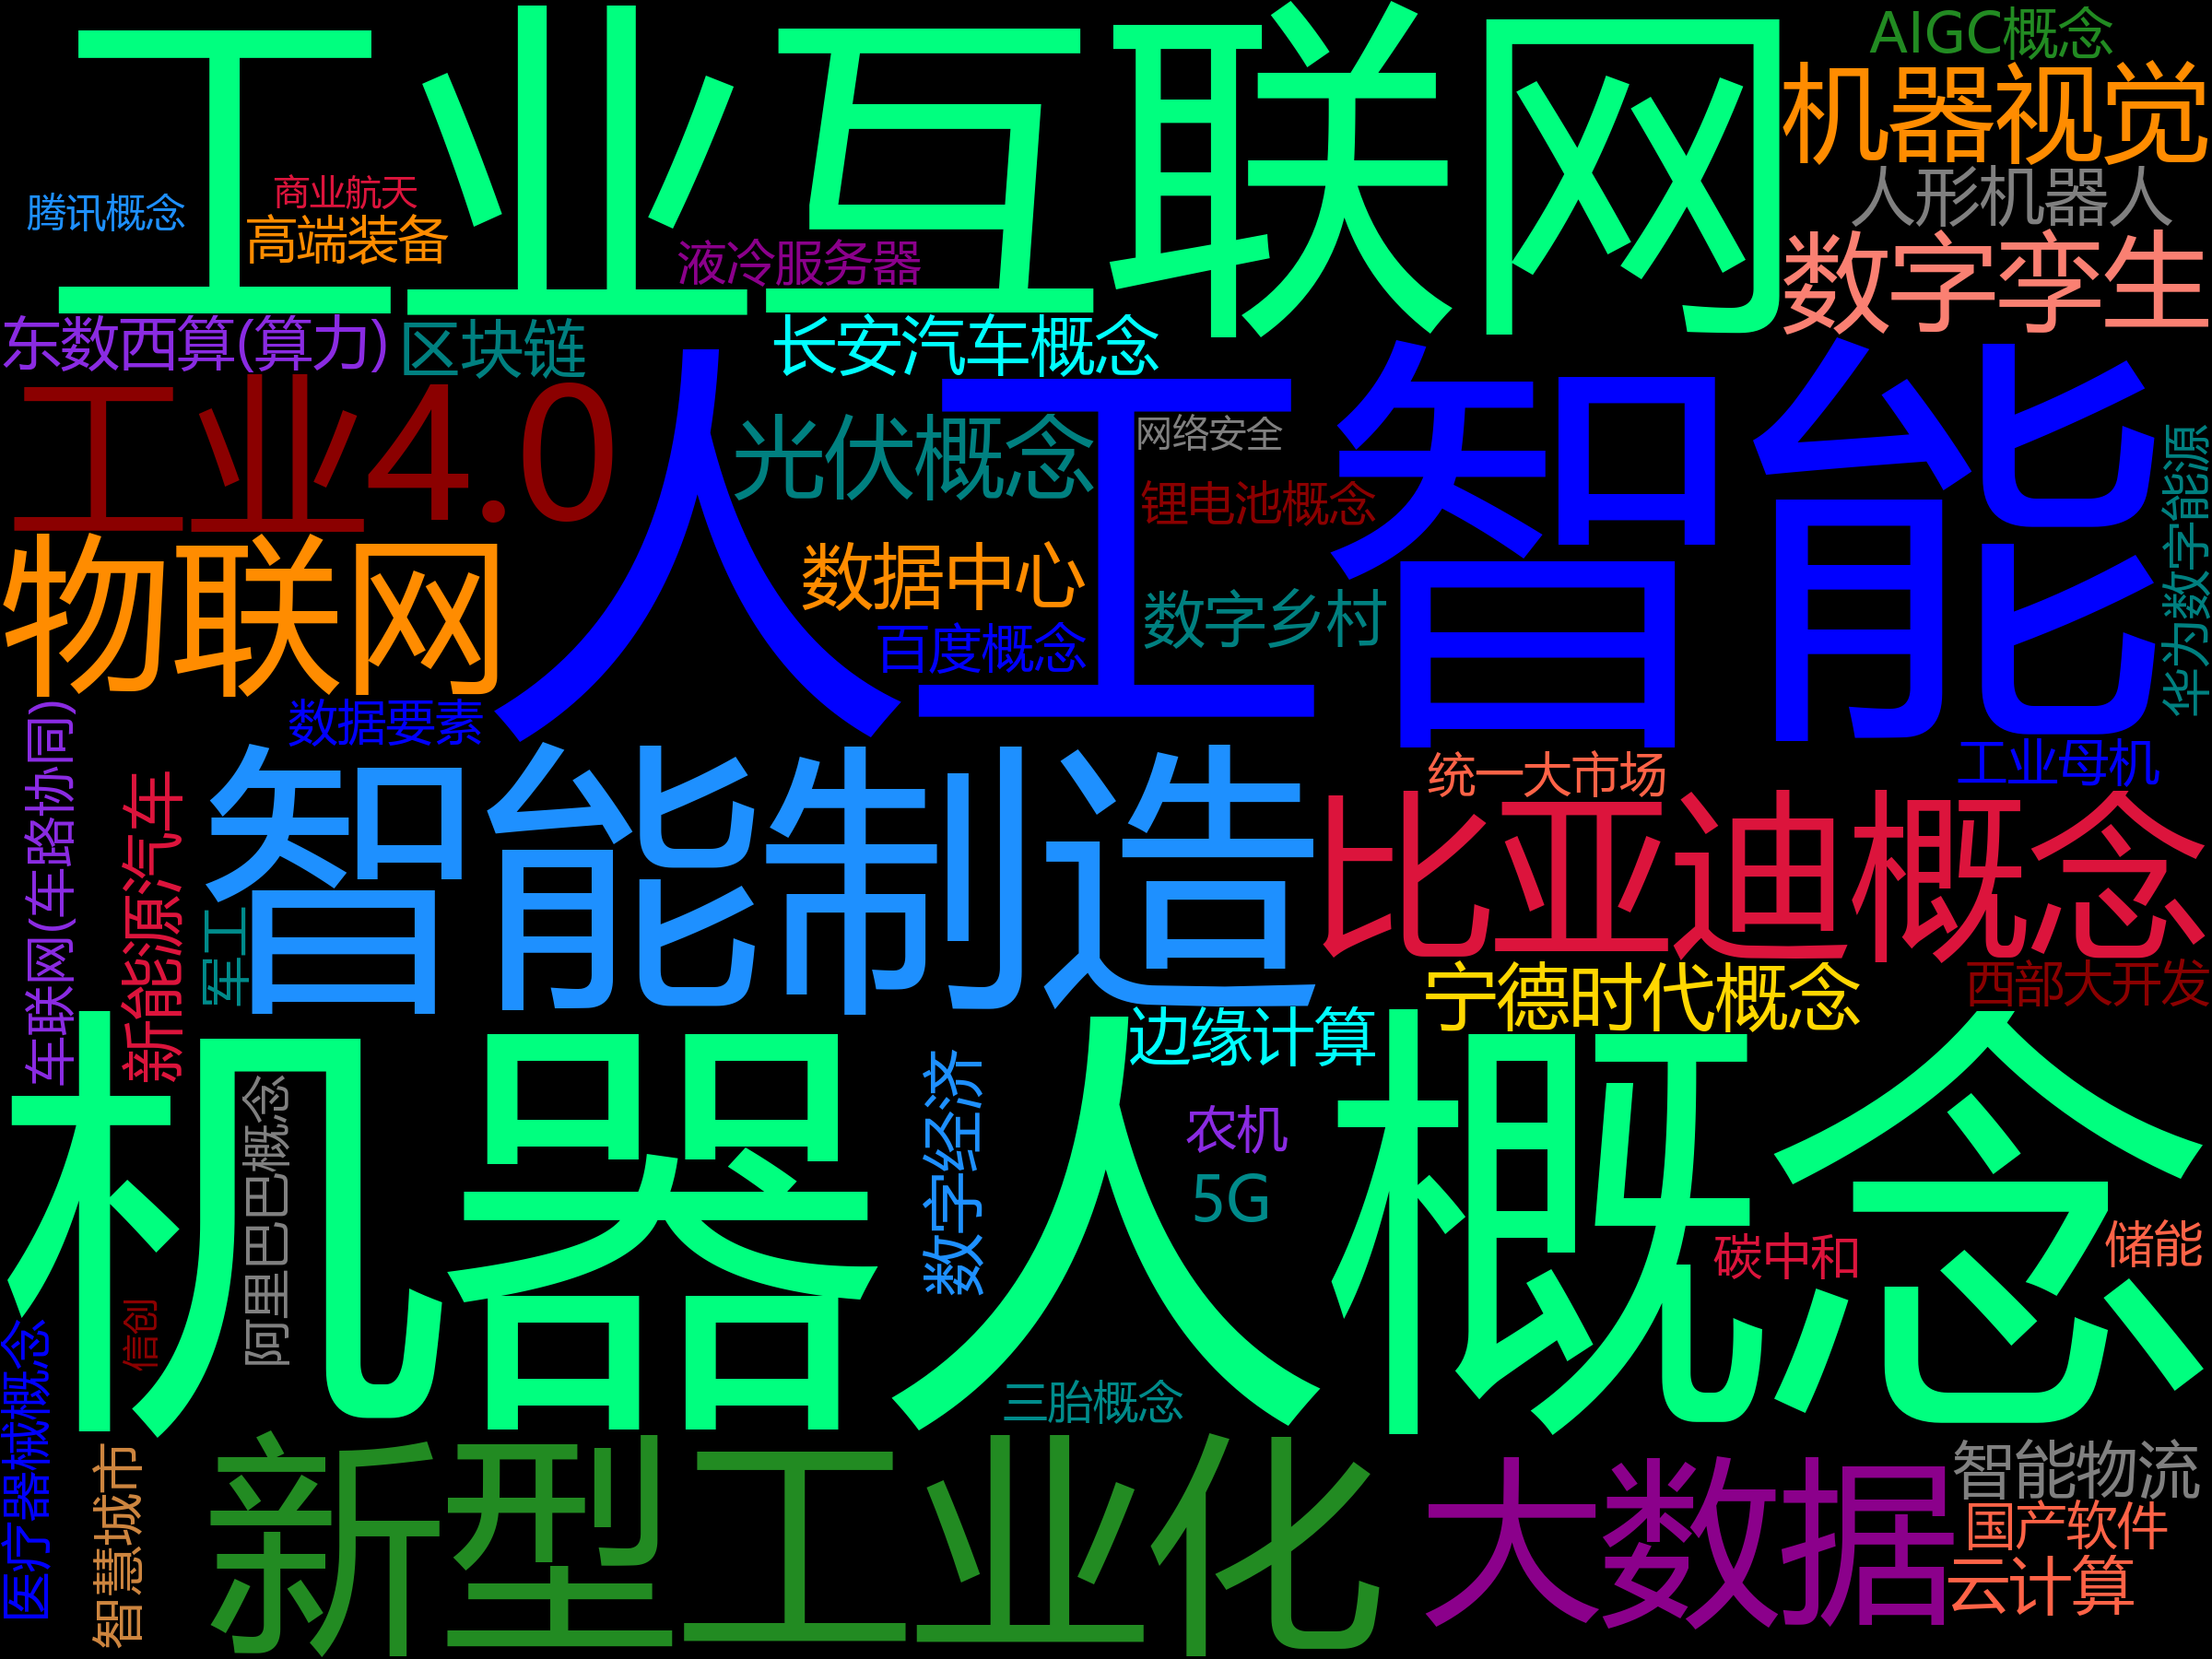 工业互联网
AIGC概念
机器视觉
人形机器人
数字孪生
腾讯概念
商业航天
高端装备
液冷服务器
东数西算(算力)
区块链
长安汽车概念
工业4.0
人工智能
光伏概念
网络安全
锂电池概念
华为数字能源
物联网
数据中心
数字乡村
百度概念
数据要素
车联网(车路协同)
新能源汽车
军工
智能制造
统一大市场
工业母机
比亚迪概念
宁德时代概念
西部大开发
边缘计算
机器人概念
阿里巴巴概念
数字经济
农机
5G
碳中和
储能
信创
医疗器械概念
三胎概念
智慧城市
新型工业化
大数据
智能物流
国产软件
云计算